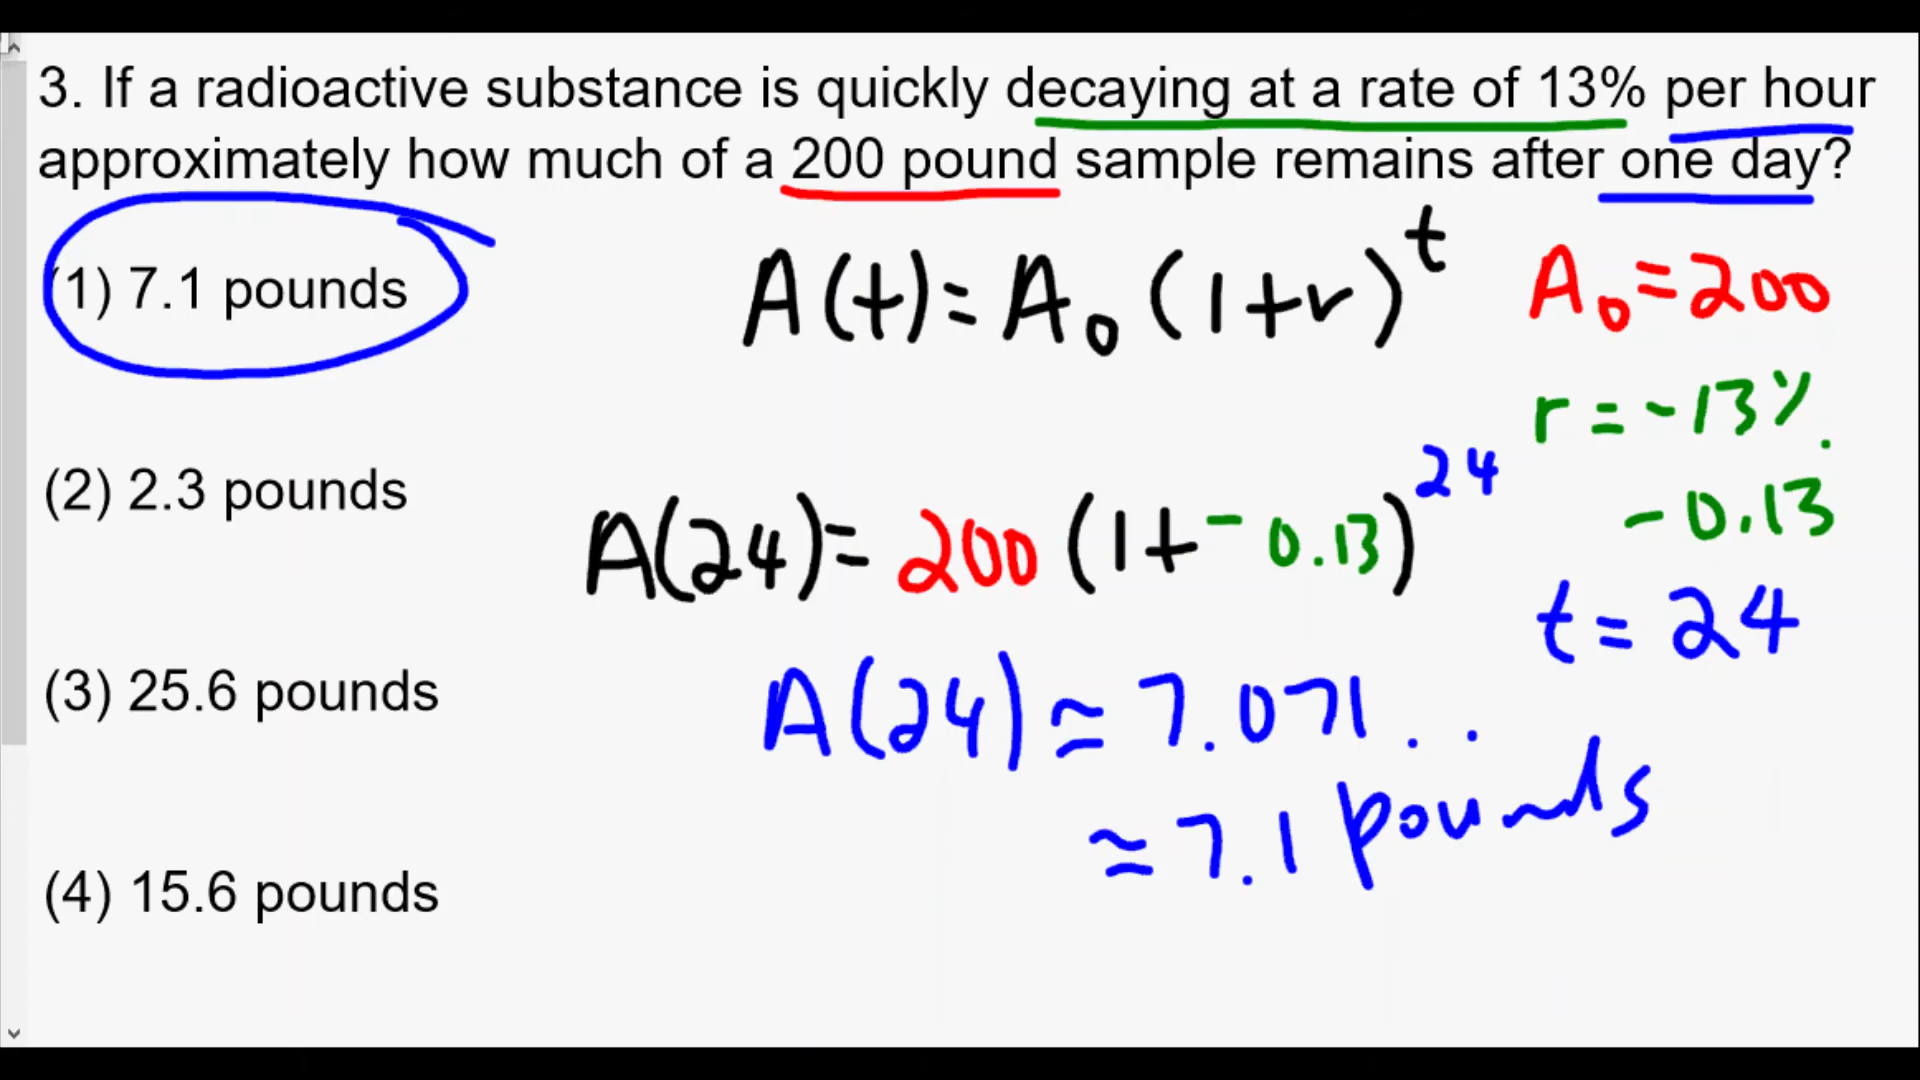 3. If a radioactive substance is quickly decaying at a rate of 13% per hour
approximately how much of a 200 pound sample remains after one day?
(1) 7.1 pounds
A(t)=A₀(1+r)ᵗ
A₀=200
r=-13%
(2) 2.3 pounds
A(24)=200(1+-0.13)²⁴
-0.13
t=24
(3) 25.6 pounds
A(24)≃7.071..
≃7.1 pounds
(4) 15.6 pounds